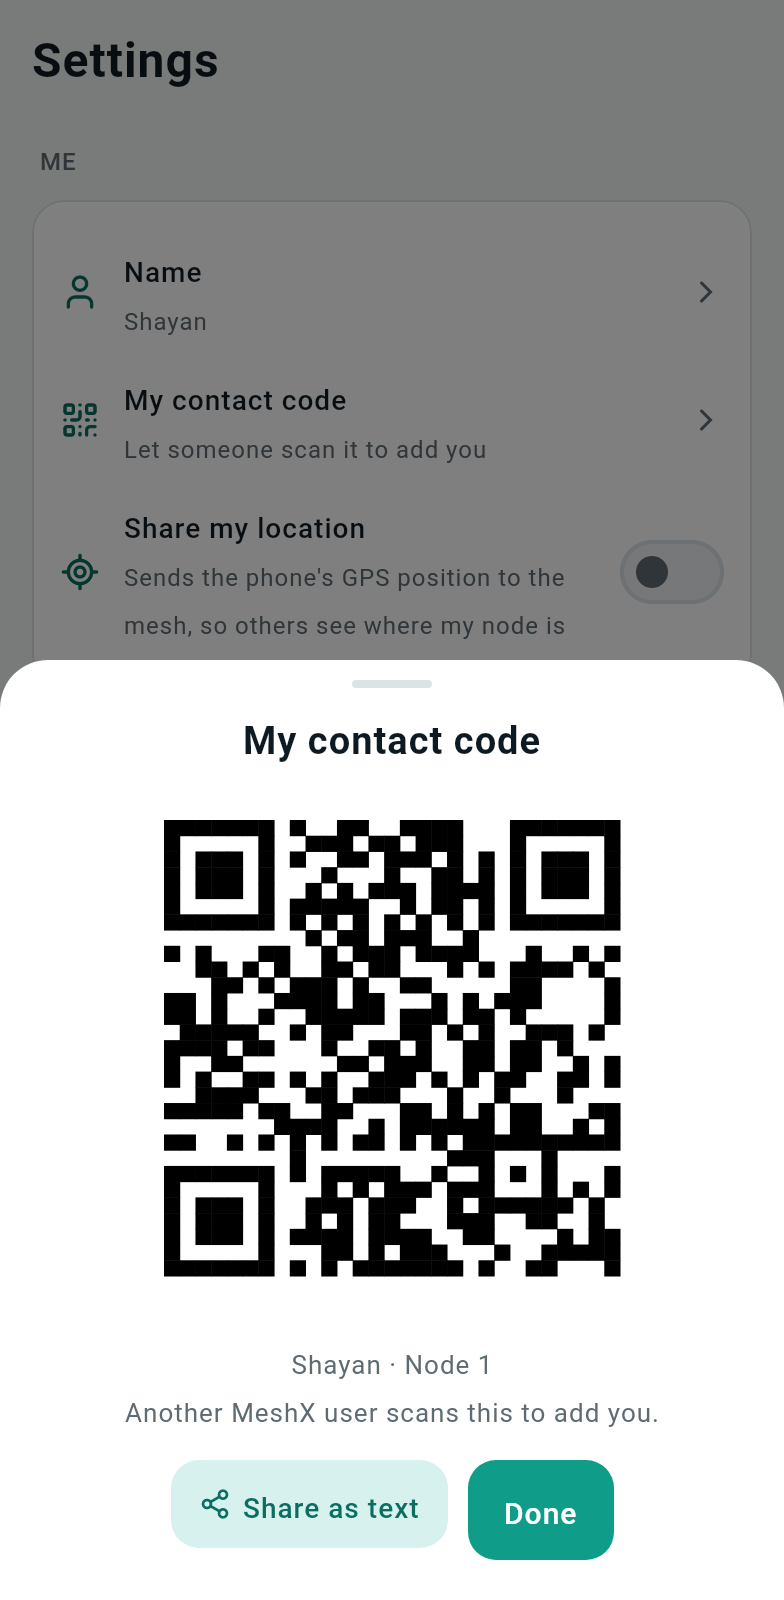 Settings
ME
Name
Shayan
My contact code
Let someone scan it to add you
Share my location
Sends the phone's GPS position to the
mesh, so others see where my node is
My contact code
Shayan · Node 1
Another MeshX user scans this to add you.
Share as text
Done